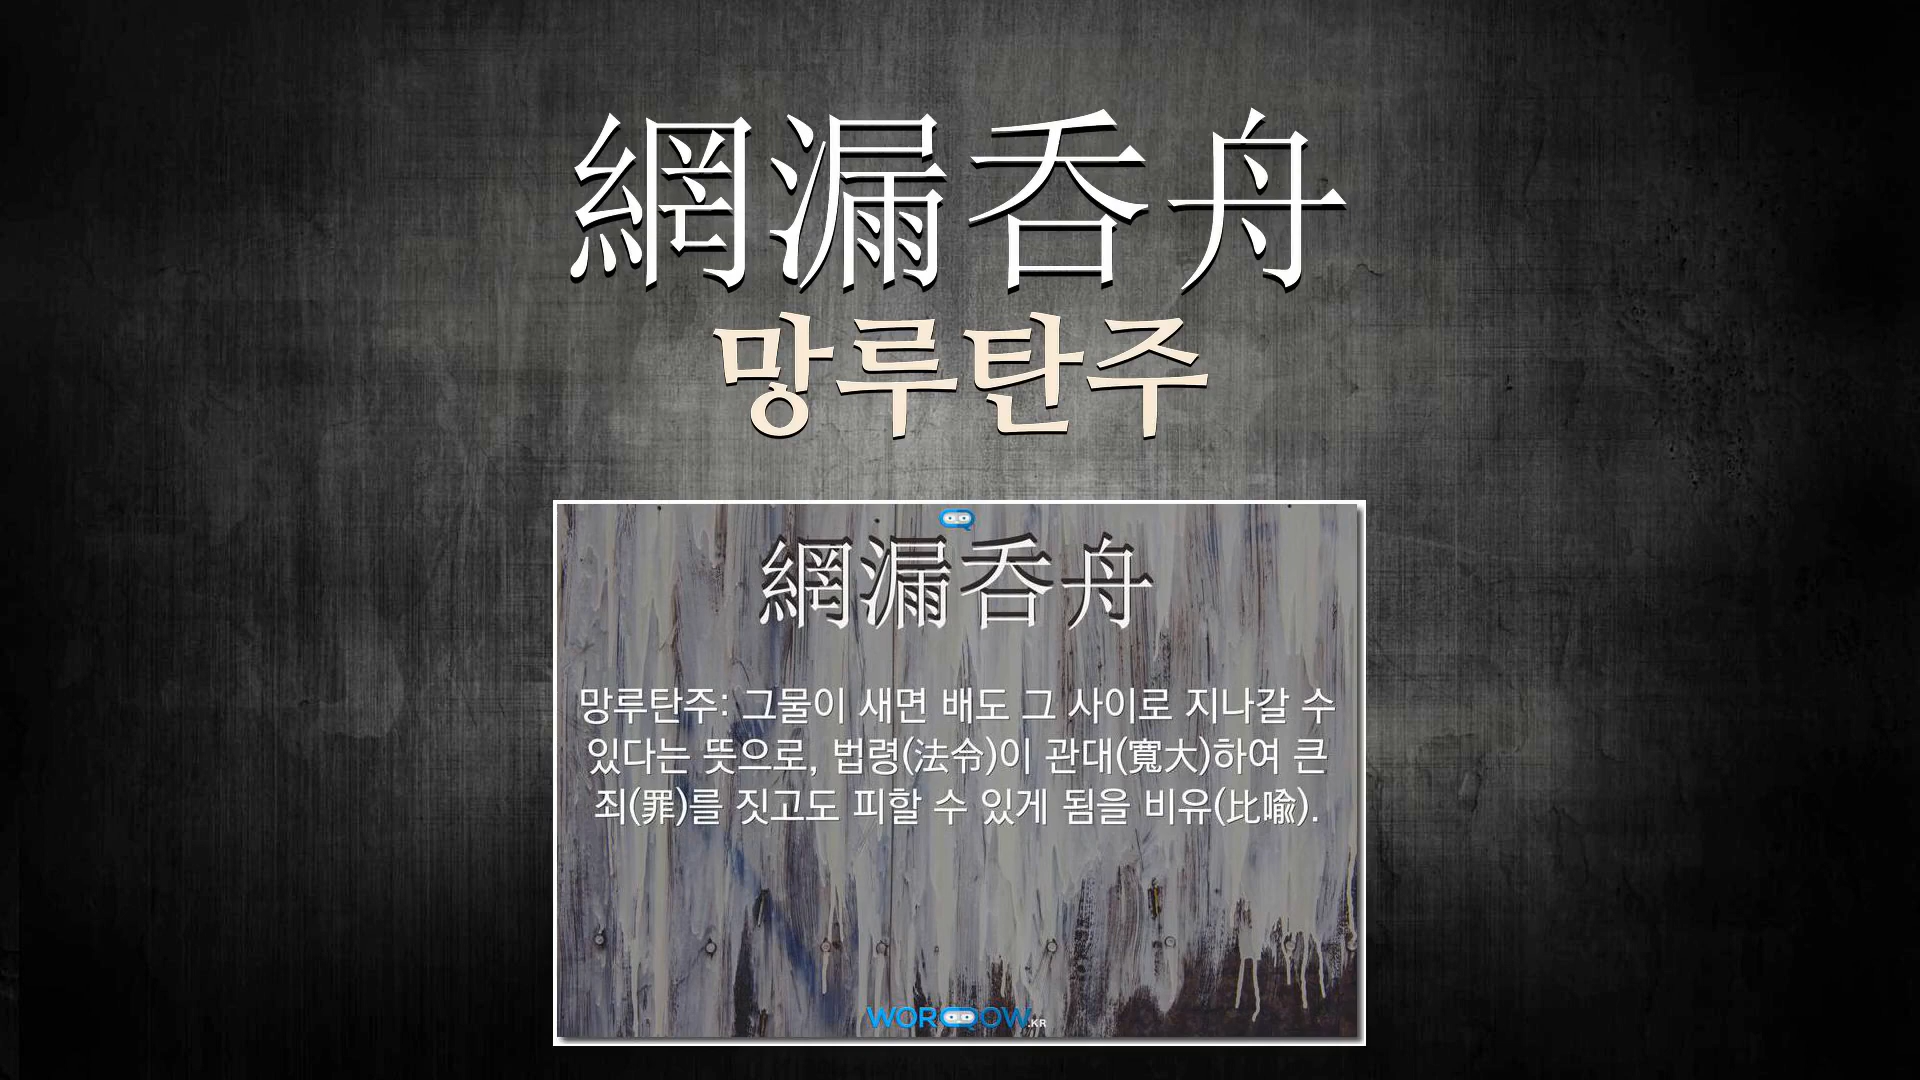 網漏呑舟
망루탄주
網漏呑舟
망루탄주: 그물이 새면 배도 그 사이로 지나갈 수
있다는 뜻으로, 법령(法令)이 관대(寬大)하여 큰
죄(罪)를 짓고도 피할 수 있게 됨을 비유(比喩).
WORDOW.KR